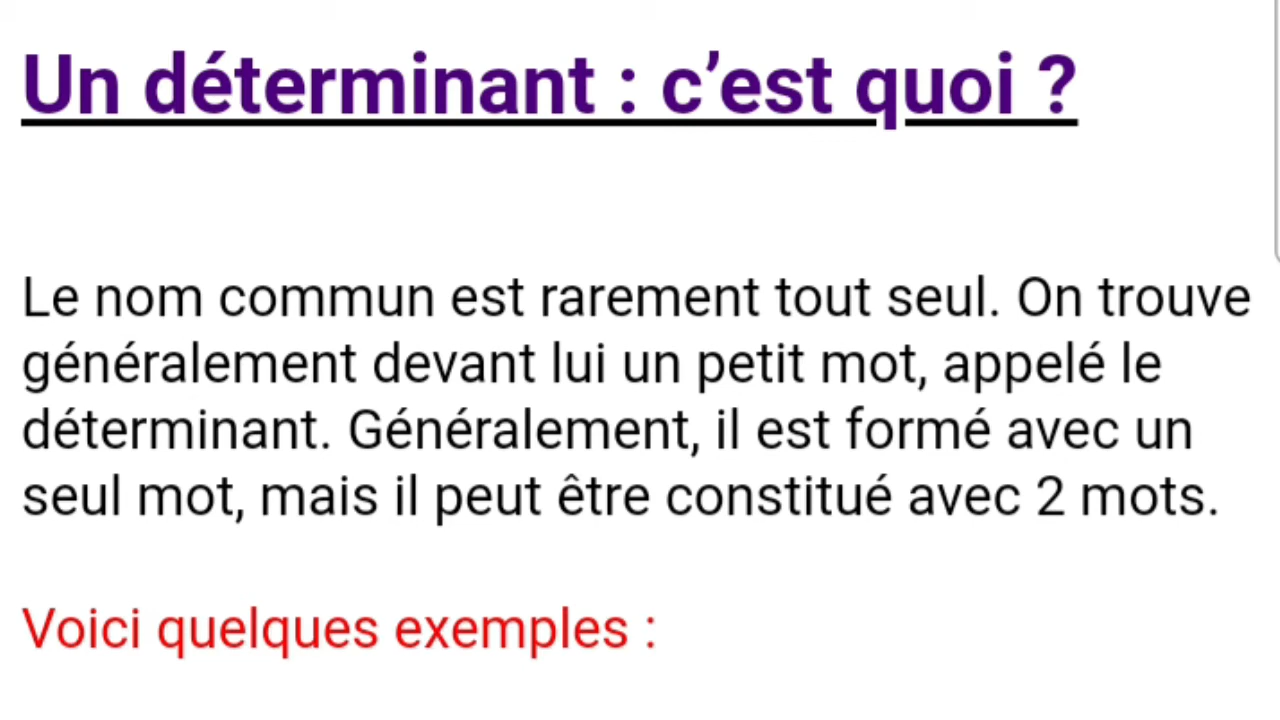 Un déterminant : c’est quoi ?
Le nom commun est rarement tout seul. On trouve
généralement devant lui un petit mot, appelé le
déterminant. Généralement, il est formé avec un
seul mot, mais il peut être constitué avec 2 mots.
Voici quelques exemples :